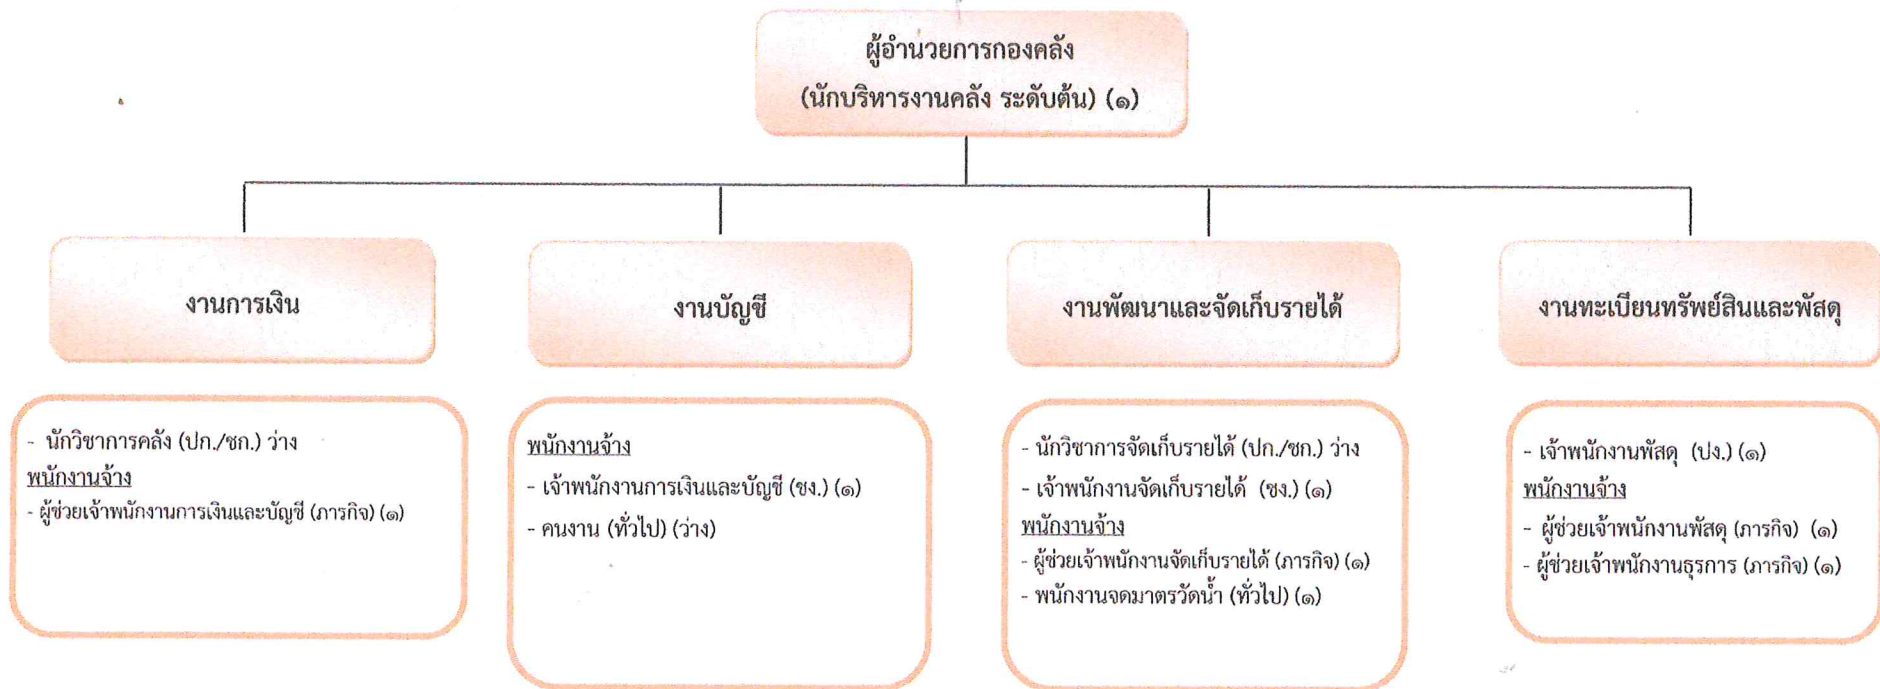 ผู้อำนวยการกองคลัง
(นักบริหารงานคลัง ระดับต้น) (๑)
งานการเงิน
- นักวิชาการคลัง (ปก./ชก.) ว่าง
พนักงานจ้าง
- ผู้ช่วยเจ้าพนักงานการเงินและบัญชี (ภารกิจ) (๑)
งานบัญชี
พนักงานจ้าง
- เจ้าพนักงานการเงินและบัญชี (ชง.) (๑)
- คนงาน (ทั่วไป) (ว่าง)
งานพัฒนาและจัดเก็บรายได้
- นักวิชาการจัดเก็บรายได้ (ปก./ชก.) ว่าง
- เจ้าพนักงานจัดเก็บรายได้ (ชง.) (๑)
พนักงานจ้าง
- ผู้ช่วยเจ้าพนักงานจัดเก็บรายได้ (ภารกิจ) (๑)
- พนักงานจดมาตรวัดน้ำ (ทั่วไป) (๑)
งานทะเบียนทรัพย์สินและพัสดุ
- เจ้าพนักงานพัสดุ (ปง.) (๑)
พนักงานจ้าง
- ผู้ช่วยเจ้าพนักงานพัสดุ (ภารกิจ) (๑)
- ผู้ช่วยเจ้าพนักงานธุรการ (ภารกิจ) (๑)